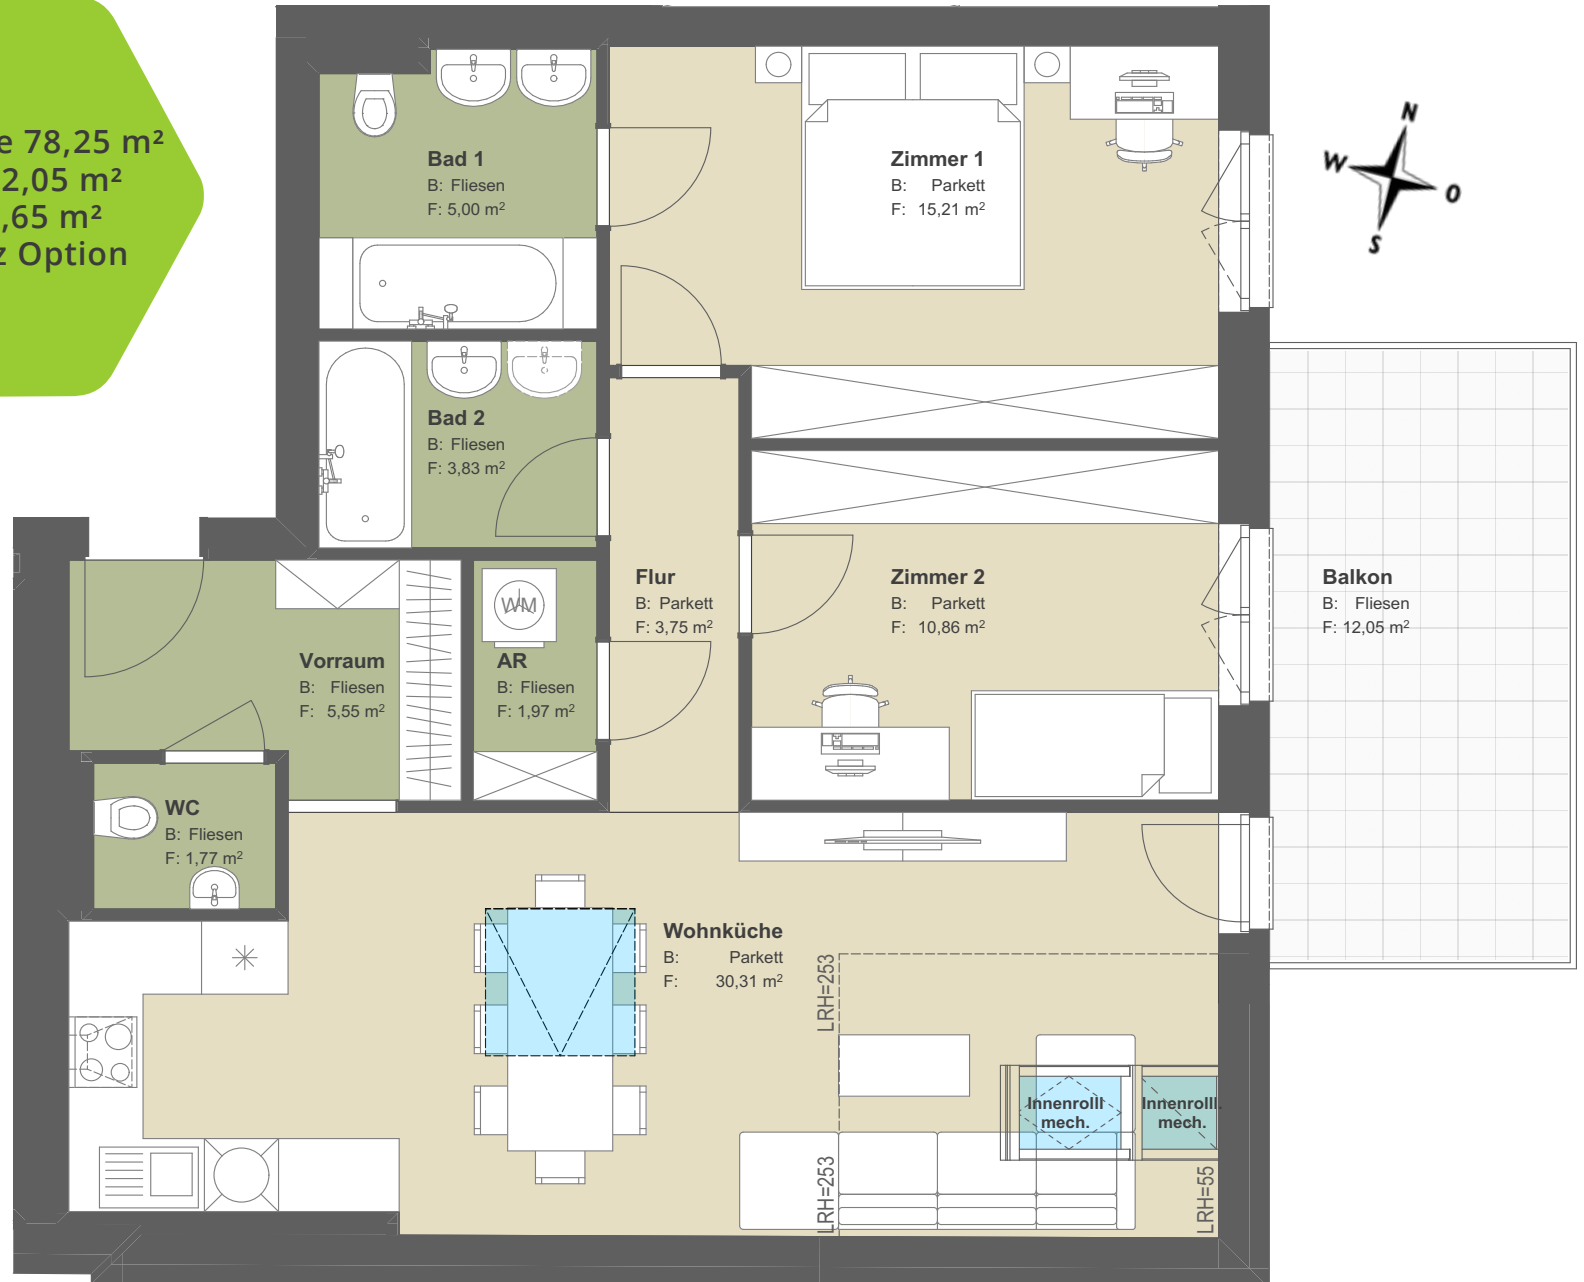 e 78,25 m²
2,05 m²
,65 m²
z Option
N
W
O
S
Bad 1
B: Fliesen
F: 5,00 m²
Zimmer 1
B: Parkett
F: 15,21 m²
Bad 2
B: Fliesen
F: 3,83 m²
Flur
B: Parkett
F: 3,75 m²
Zimmer 2
B: Parkett
F: 10,86 m²
Balkon
B: Fliesen
F: 12,05 m²
WM
Vorraum
B: Fliesen
F: 5,55 m²
AR
B: Fliesen
F: 1,97 m²
WC
B: Fliesen
F: 1,77 m²
Wohnküche
B: Parkett
F: 30,31 m²
LRH=253
Innenrolll
mech.
Innenrolll.
mech.
LRH=253
LRH=55